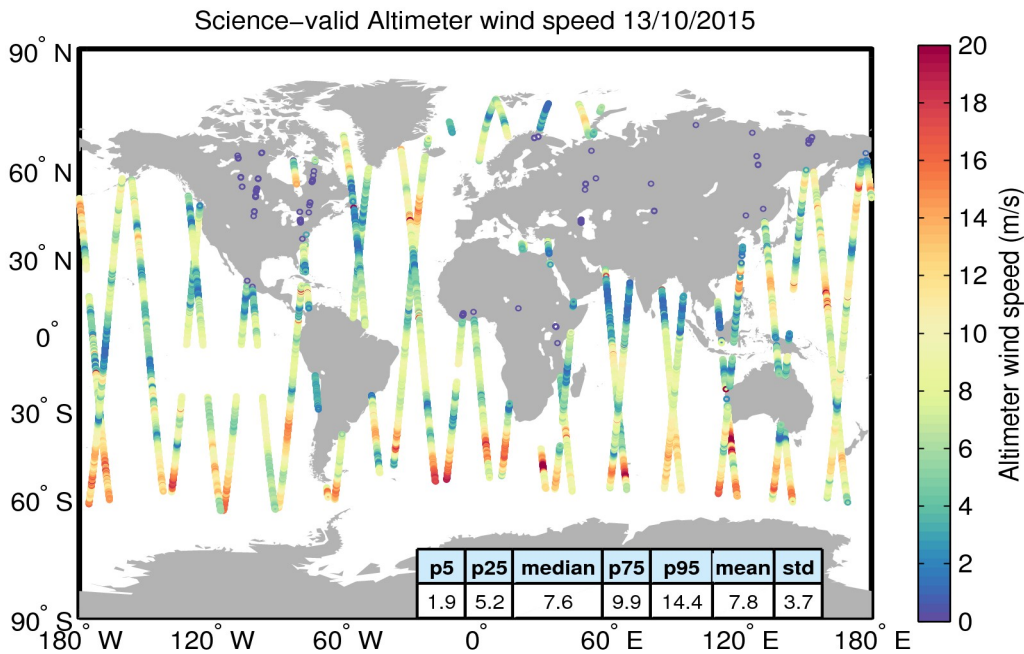 Science−valid Altimeter wind speed 13/10/2015
90° N
60° N
30° N
0°
30° S
60° S
90° S
180° W
120° W
60° W
0°
60° E
120° E
180° E
p5 p25 median p75 p95 mean std
1.9 5.2 7.6 9.9 14.4 7.8 3.7
20
18
16
14
12
10
8
6
4
2
0
Altimeter wind speed (m/s)